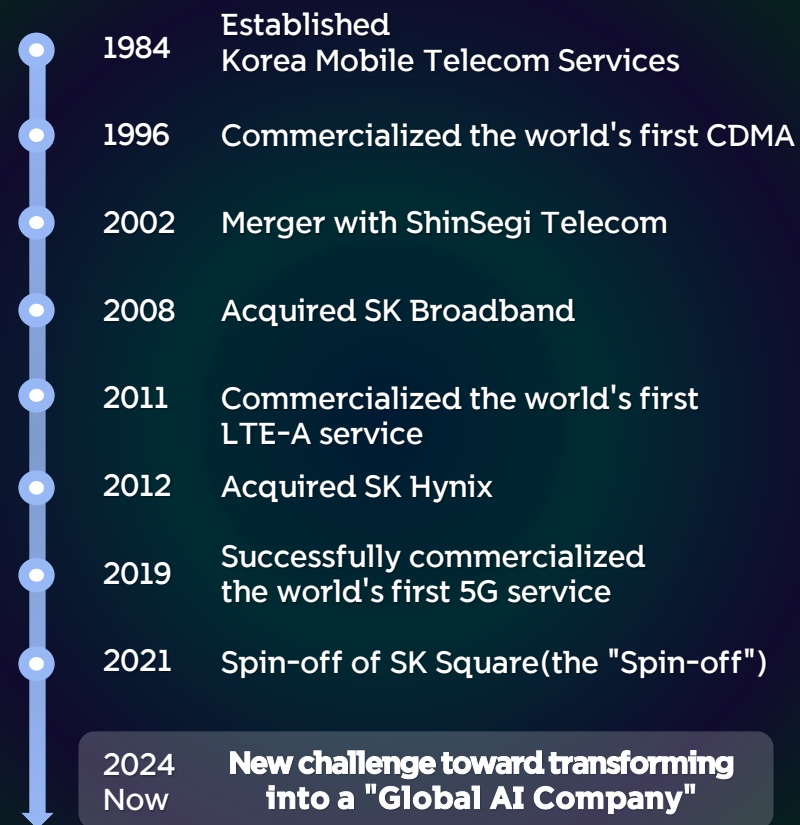 1984
Established
Korea Mobile Telecom Services
1996
Commercialized the world's first CDMA
2002
Merger with ShinSegi Telecom
2008
Acquired SK Broadband
2011
Commercialized the world's first
LTE-A service
2012
Acquired SK Hynix
2019
Successfully commercialized
the world's first 5G service
2021
Spin-off of SK Square(the "Spin-off")
2024
Now
New challenge toward transforming
into a "Global AI Company"